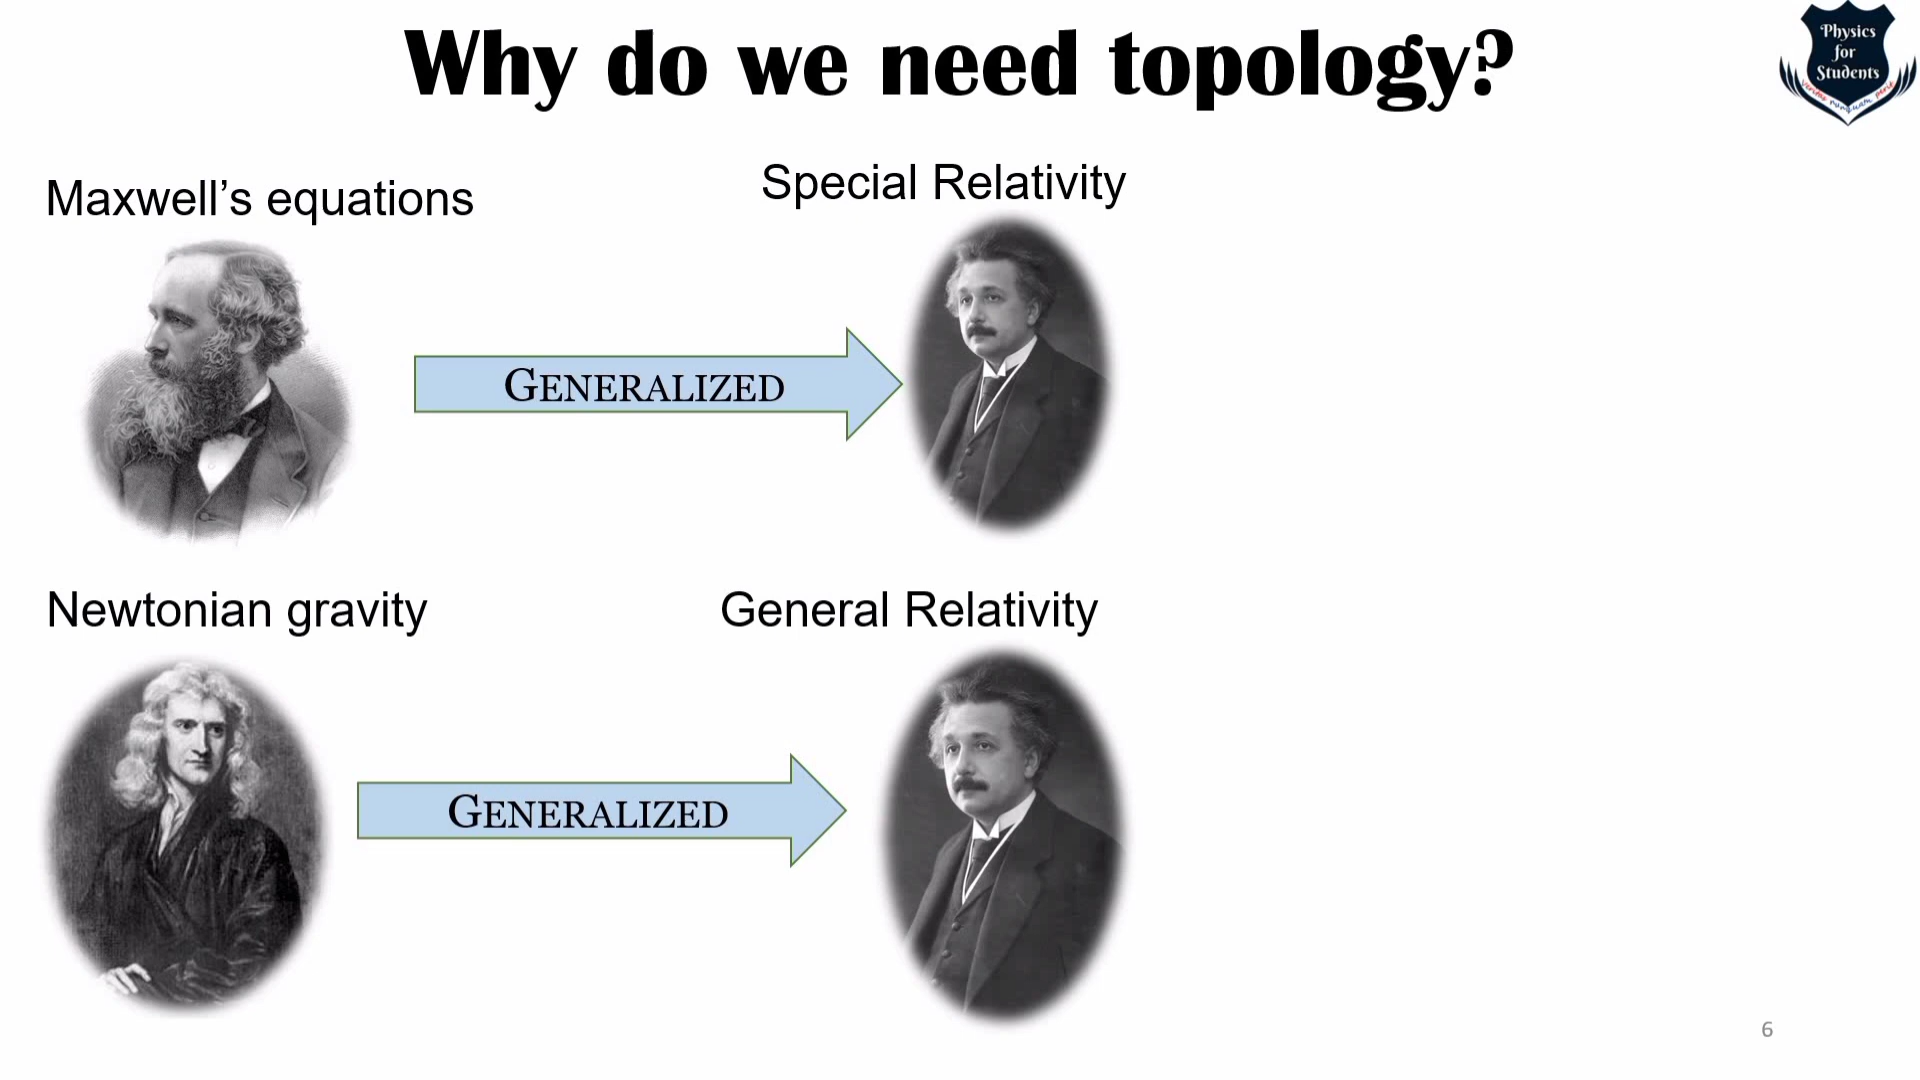 Why do we need topology?
Physics
for
Students
Maxwell’s equations
Special Relativity
GENERALIZED
Newtonian gravity
General Relativity
GENERALIZED
6